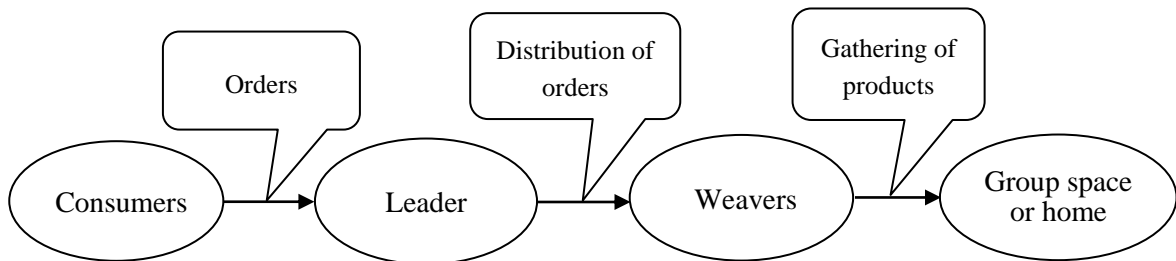 Orders
Distribution of
orders
Gathering of
products
Consumers
Leader
Weavers
Group space
or home